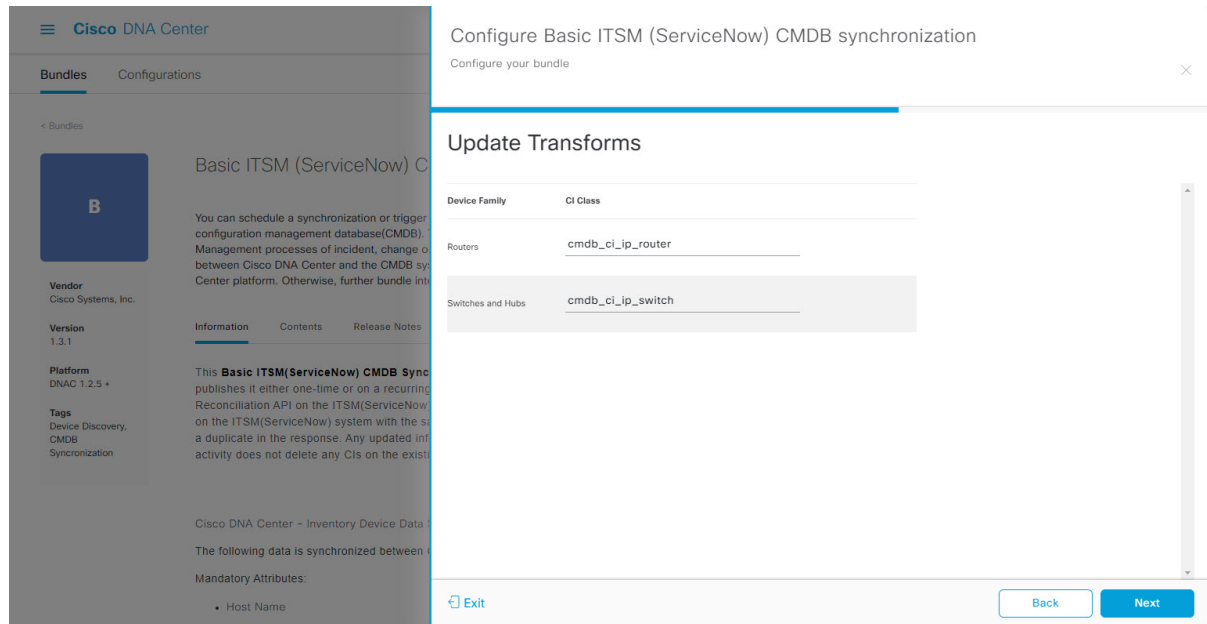 Cisco DNA Center
Bundles Configurations
< Bundles
B
Vendor
Cisco Systems, Inc.
Version
1.3.1
Platform
DNAC 1.2.5 +
Tags
Device Discovery,
CMDB
Syncronization
Basic ITSM (ServiceNow) C
You can schedule a synchronization or trigger
configuration management database(CMDB).
Management processes of incident, change o
between Cisco DNA Center and the CMDB sy
Center platform. Otherwise, further bundle int
Information Contents Release Notes
This Basic ITSM(ServiceNow) CMDB Sync
publishes it either one-time or on a recurring
Reconciliation API on the ITSM(ServiceNow
on the ITSM(ServiceNow) system with the s
a duplicate in the response. Any updated inf
activity does not delete any CIs on the existi
Cisco DNA Center - Inventory Device Data
The following data is synchronized between
Mandatory Attributes:
• Host Name
Configure Basic ITSM (ServiceNow) CMDB synchronization
Configure your bundle
Update Transforms
Device Family CI Class
Routers cmdb_ci_ip_router
Switches and Hubs cmdb_ci_ip_switch
Exit Back Next